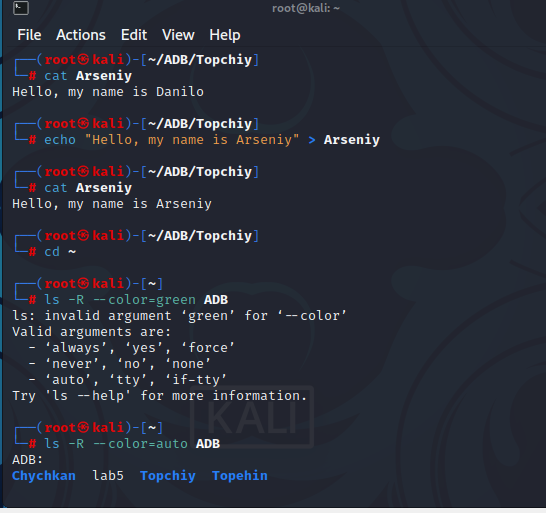 root@kali: ~
File Actions Edit View Help
┌──(root㉿kali)-[~/ADB/Topchiy]
└─# cat Arseniy
Hello, my name is Danilo
┌──(root㉿kali)-[~/ADB/Topchiy]
└─# echo "Hello, my name is Arseniy" > Arseniy
┌──(root㉿kali)-[~/ADB/Topchiy]
└─# cat Arseniy
Hello, my name is Arseniy
┌──(root㉿kali)-[~/ADB/Topchiy]
└─# cd ~
┌──(root㉿kali)-[~]
└─# ls -R --color=green ADB
ls: invalid argument ‘green’ for ‘--color’
Valid arguments are:
  - ‘always’, ‘yes’, ‘force’
  - ‘never’, ‘no’, ‘none’
  - ‘auto’, ‘tty’, ‘if-tty’
Try 'ls --help' for more information.
KALI
┌──(root㉿kali)-[~]
└─# ls -R --color=auto ADB
ADB:
Chychkan  lab5  Topchiy  Topehin